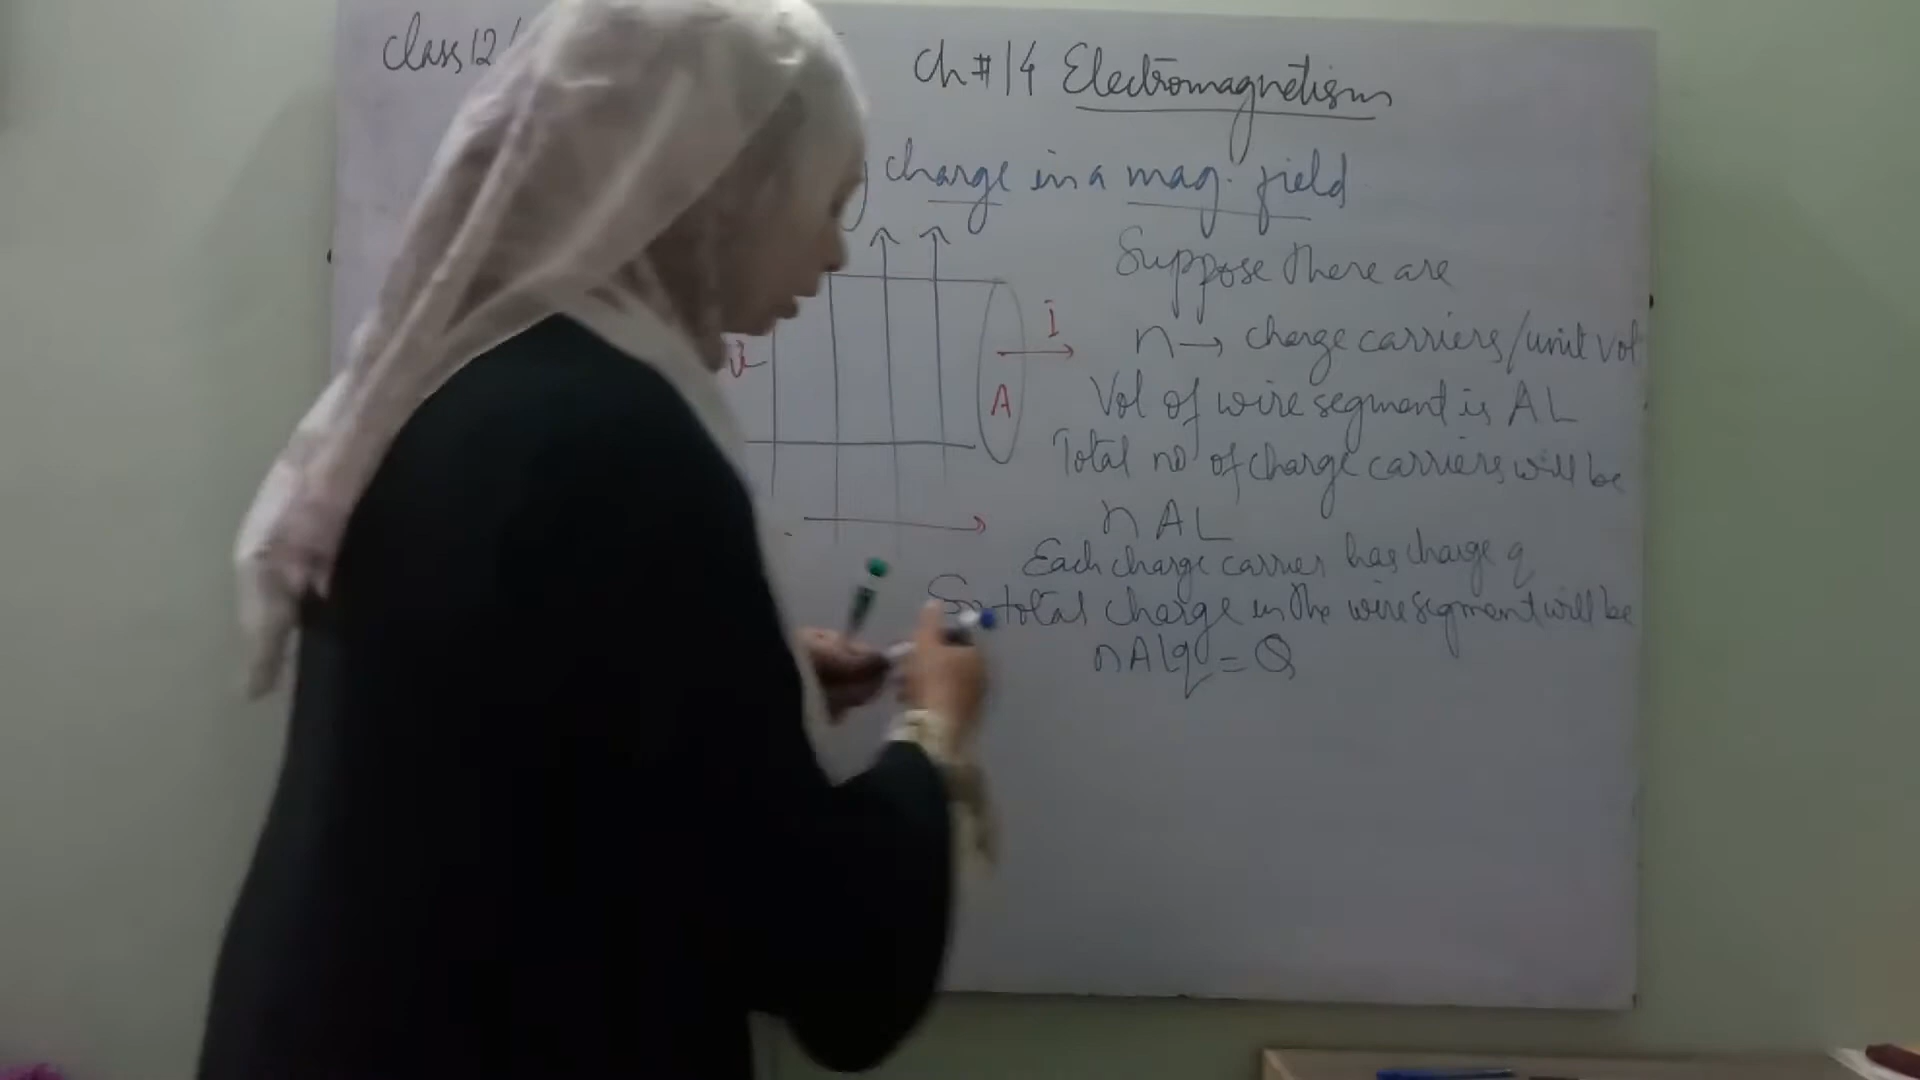 Class 12
Ch # 14 Electromagnetism
charge in a mag. field
Suppose there are
n → charge carriers/unit vol
Vol of wire segment is AL
Total no of charge carriers will be
nAL
Each charge carrier has charge q
So total charge in the wire segment will be
nALq = Q
I
A